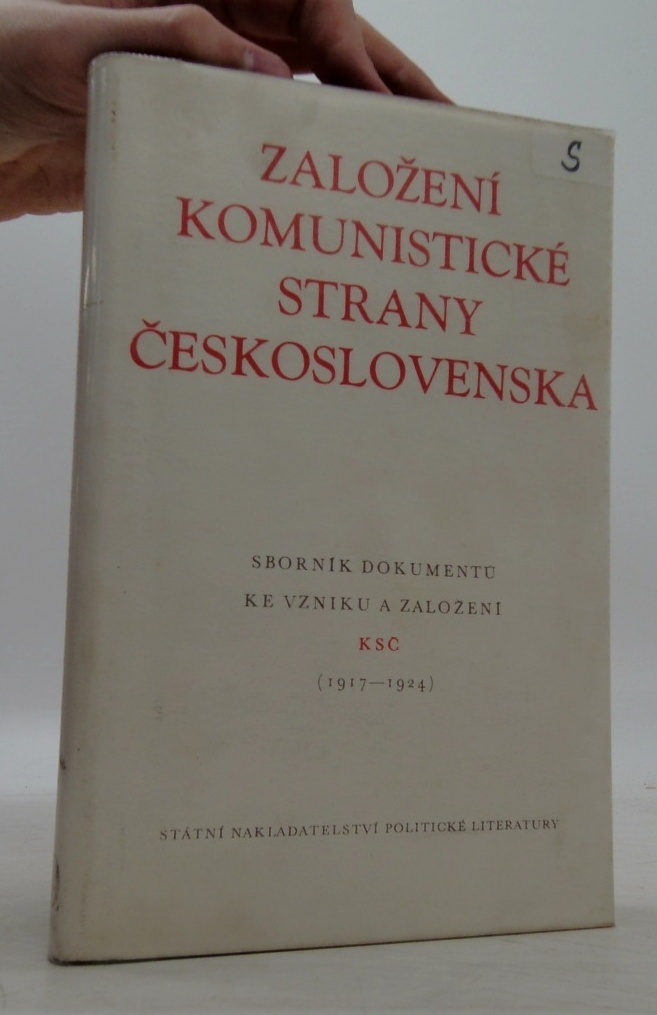 S
ZALOŽENÍ
KOMUNISTICKÉ
STRANY
ČESKOSLOVENSKA
SBORNÍK DOKUMENTŮ
KE VZNIKU A ZALOŽENÍ
KSČ
(1917—1924)
STÁTNÍ NAKLADATELSTVÍ POLITICKÉ LITERATURY